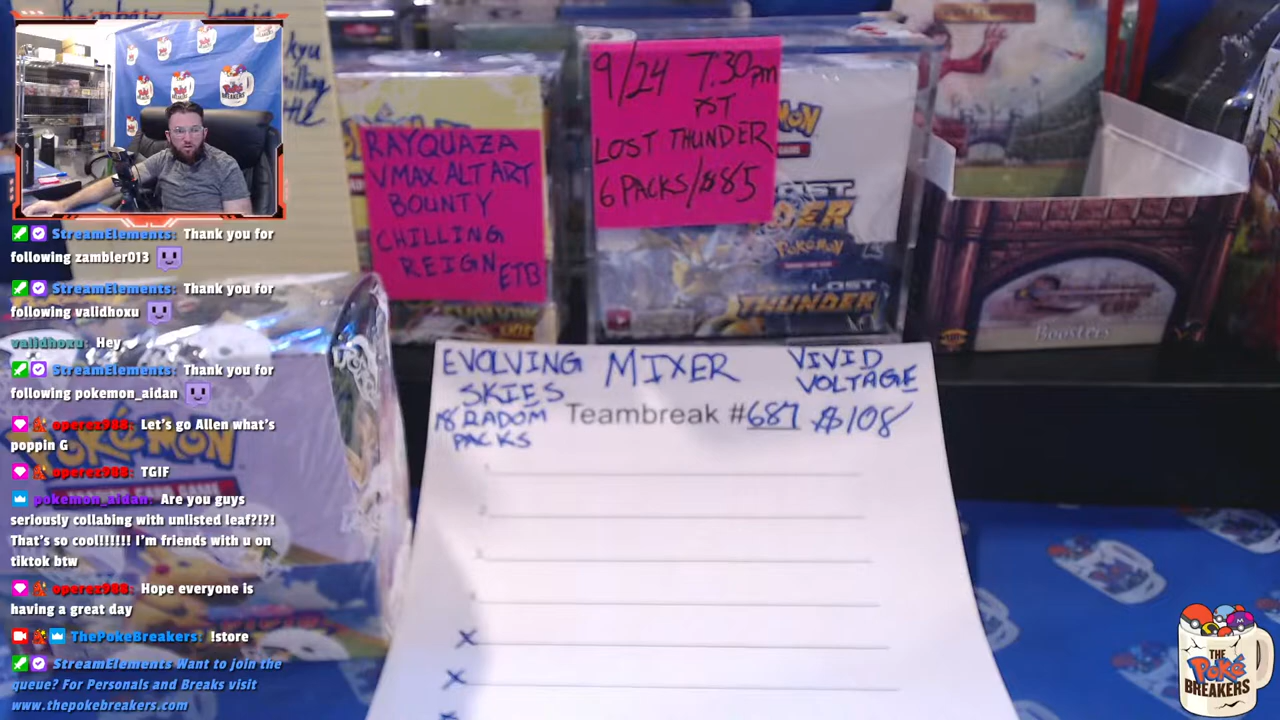 StreamElements: Thank you for
following zambler013
StreamElements: Thank you for
following validhoxu
validhoxu: Hey
StreamElements: Thank you for
following pokemon_aidan
operez988: Let's go Allen what's
poppin G
operez988: TGIF
pokemon_aidan: Are you guys
seriously collabing with unlisted leaf?!?!
That's so cool!!!!!! I'm friends with u on
tiktok btw
operez988: Hope everyone is
having a great day
ThePokeBreakers: !store
StreamElements Want to join the
queue? For Personals and Breaks visit
www.thepokebreakers.com
RAYQUAZA
VMAX ALT ART
BOUNTY
CHILLING
REIGN ETB
9/24 7:30pm
PST
LOST THUNDER
6 PACKS/$85
POKÉMON
LOST
THUNDER
Boosters
EVOLVING
SKIES
18 RADOM
PACKS
MIXER
VIVID
VOLTAGE
Teambreak #687 $108
X
X
POKÉMON
THE
POKÉ
BREAKERS